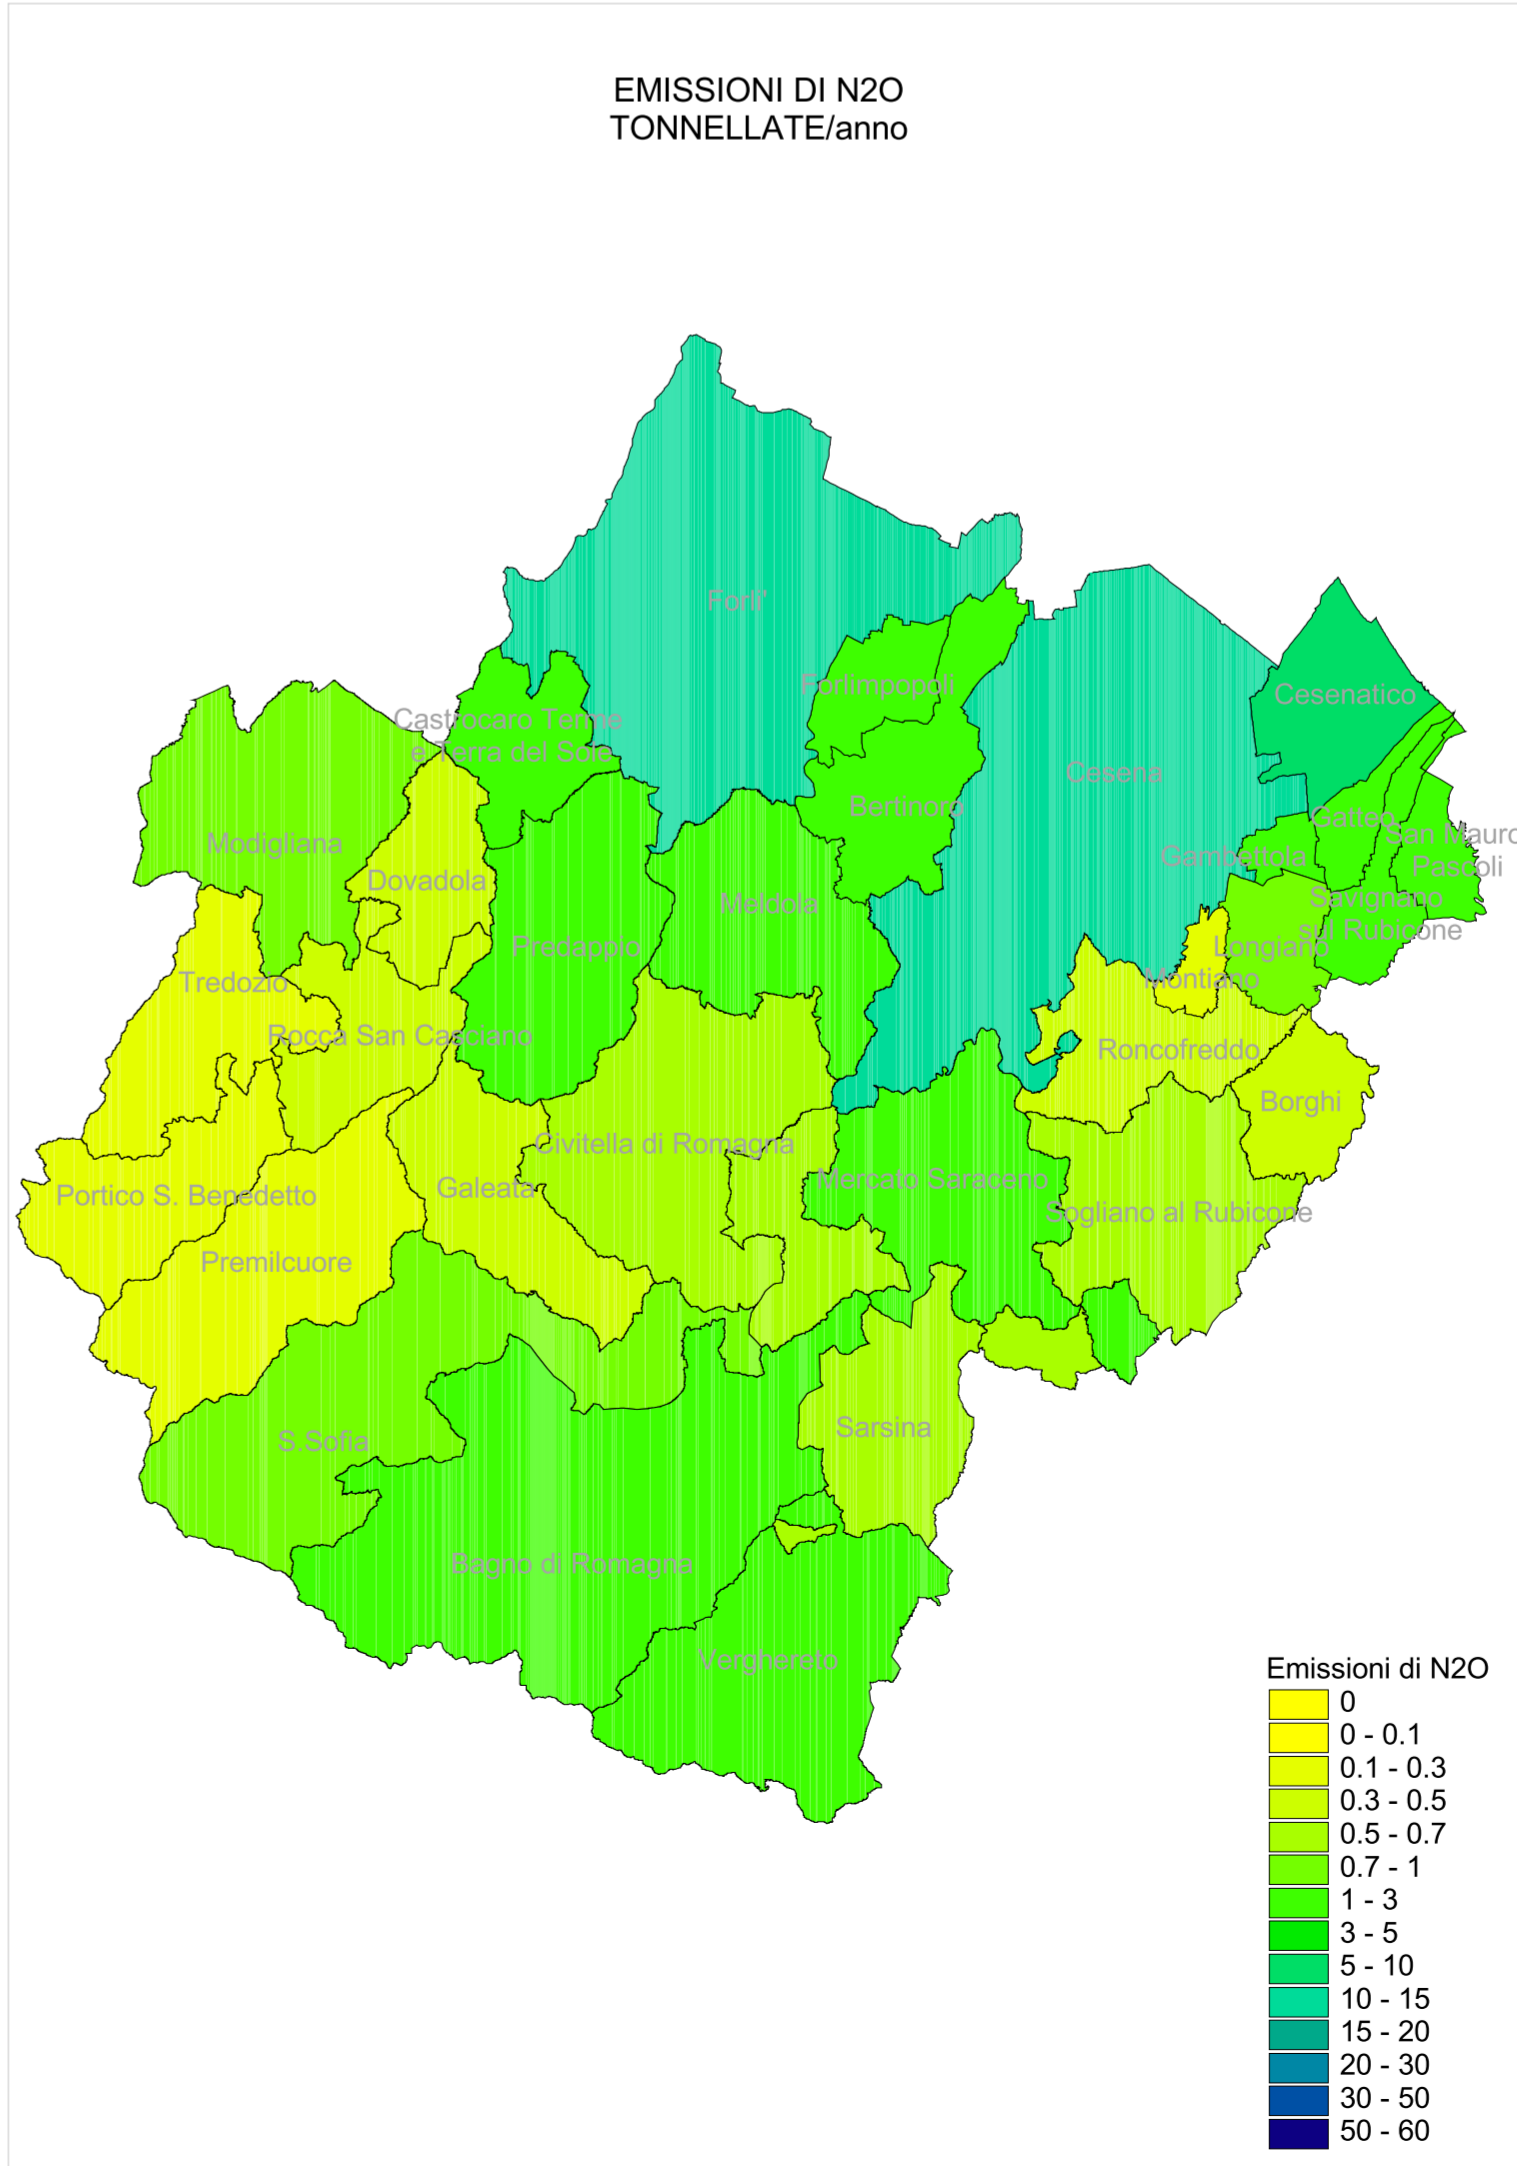 EMISSIONI DI N2O
TONNELLATE/anno
Forli'
Forlimpopoli
Cesenatico
Castrocaro Terme
e Terra del Sole
Cesena
Bertinoro
Gatteo
San Mauro
Pascoli
Modigliana
Gambettola
Dovadola
Meldola
Savignano
sul Rubicone
Predappio
Longiano
Tredozio
Montiano
Rocca San Casciano
Roncofreddo
Borghi
Civitella di Romagna
Mercato Saraceno
Galeata
Portico S. Benedetto
Sogliano al Rubicone
Premilcuore
Sarsina
S.Sofia
Bagno di Romagna
Verghereto
Emissioni di N2O
0
0 - 0.1
0.1 - 0.3
0.3 - 0.5
0.5 - 0.7
0.7 - 1
1 - 3
3 - 5
5 - 10
10 - 15
15 - 20
20 - 30
30 - 50
50 - 60